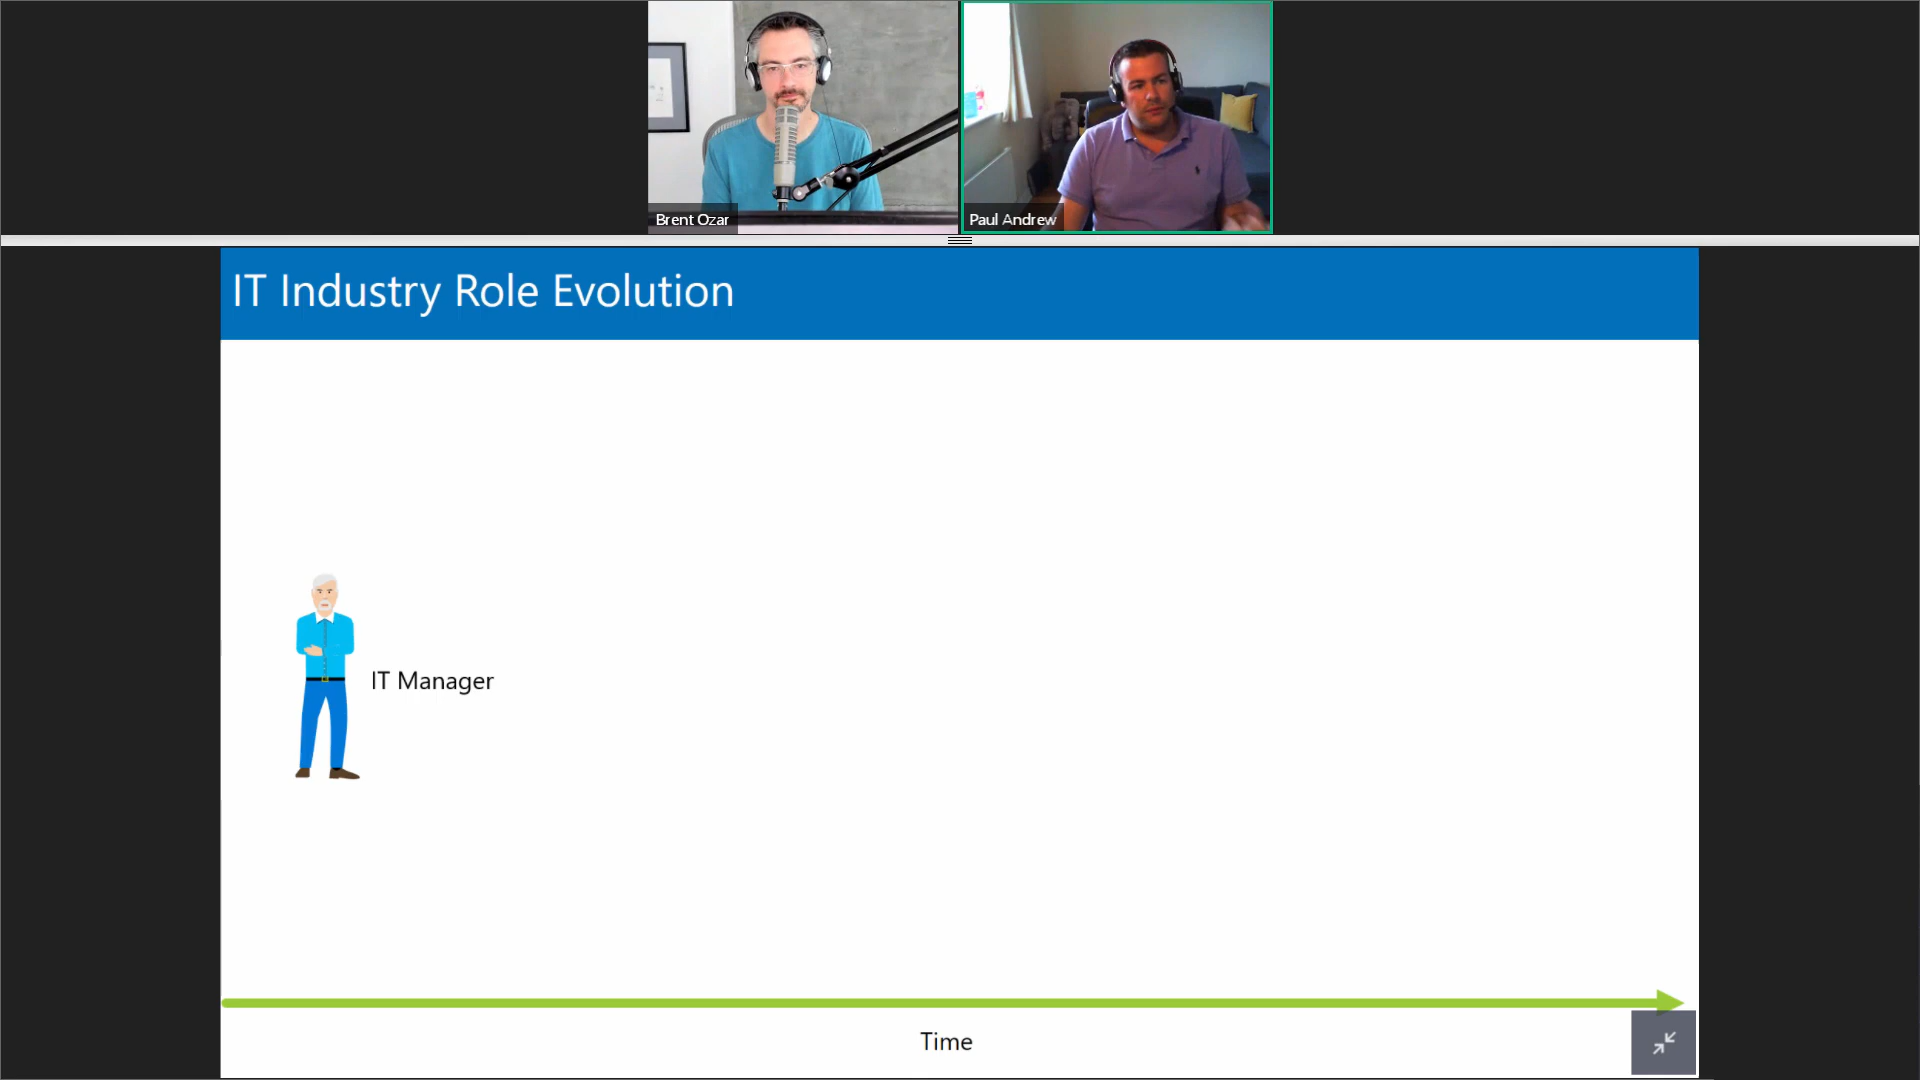 Brent Ozar
Paul Andrew
IT Industry Role Evolution
IT Manager
Time